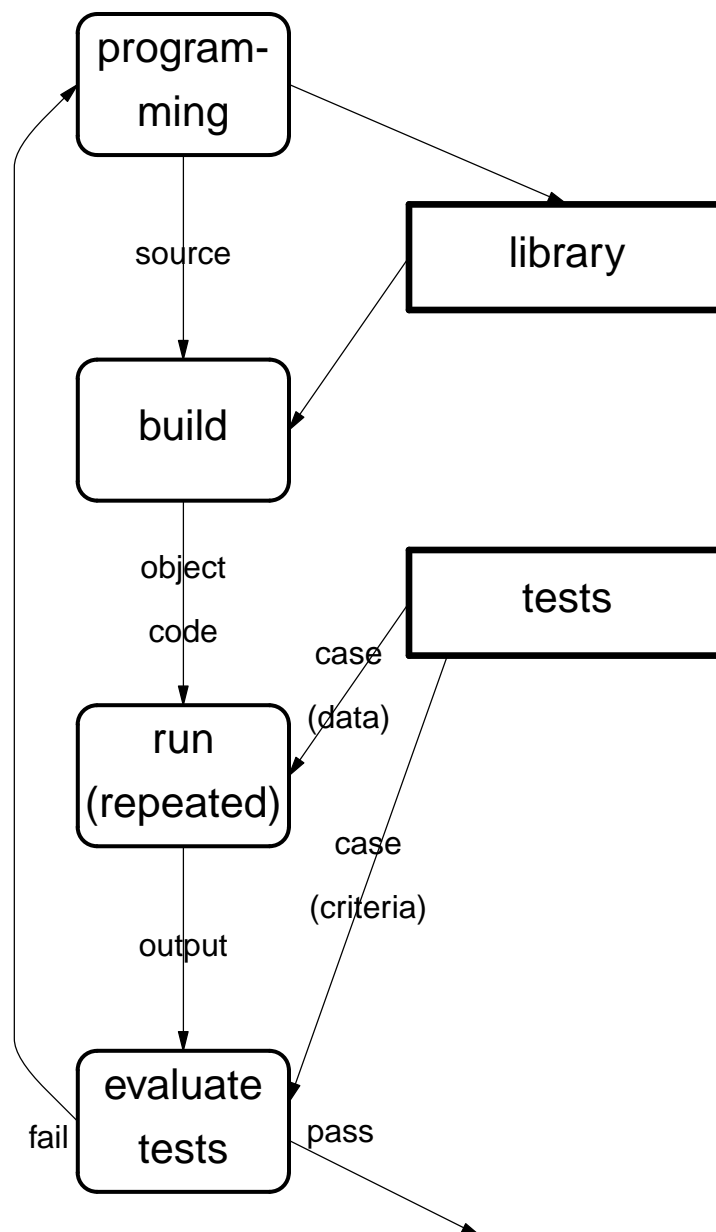 program-
ming
source
library
build
object
code
tests
case
(data)
run
(repeated)
case
(criteria)
output
evaluate
tests
fail
pass